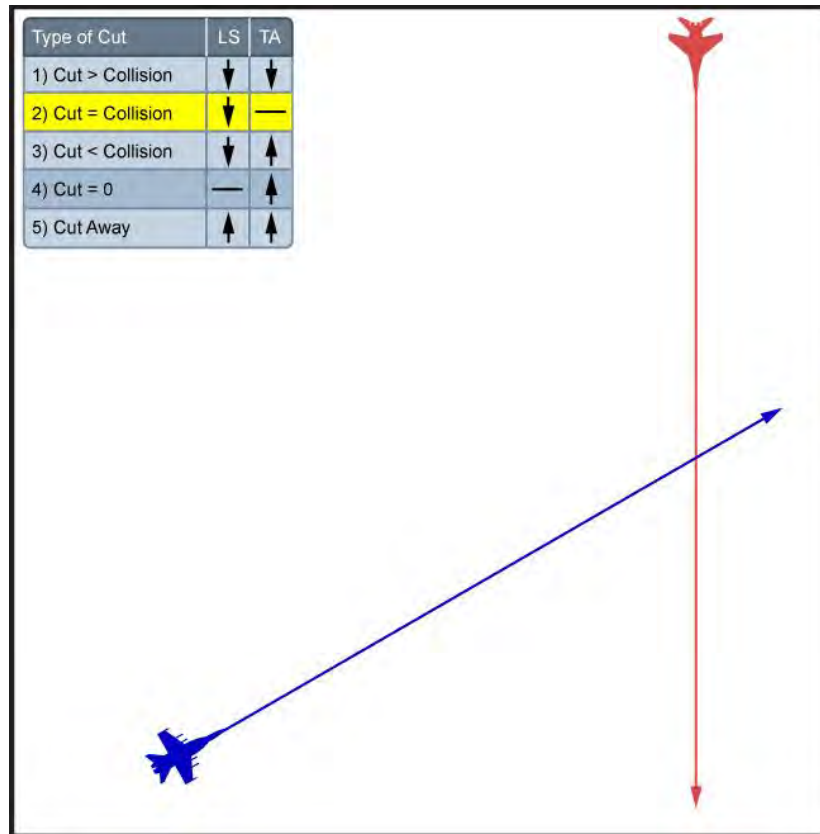 Type of Cut LS TA
1) Cut > Collision ↓ ↓
2) Cut = Collision ↓ —
3) Cut < Collision ↓ ↑
4) Cut = 0 — ↑
5) Cut Away ↑ ↑